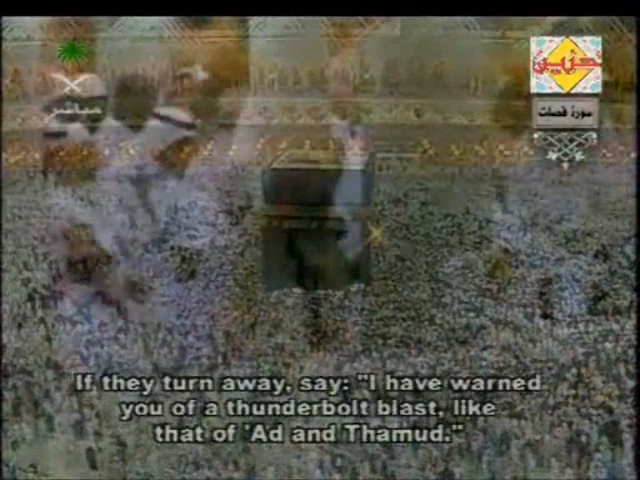 مباشر
سورة فصلت
If they turn away, say: "I have warned
you of a thunderbolt blast, like
that of 'Ad and Thamud."